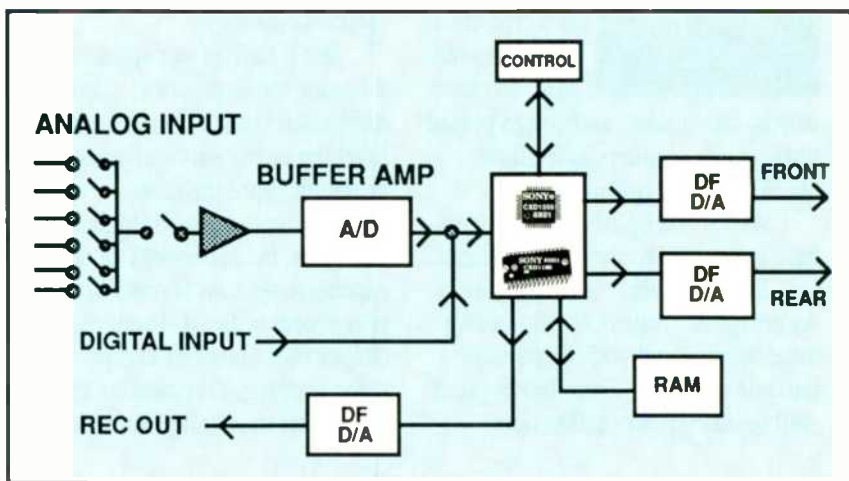 CONTROL
ANALOG INPUT
BUFFER AMP
A/D
SONY
SONY
DF
D/A
FRONT
DF
D/A
REAR
DIGITAL INPUT
RAM
REC OUT
DF
D/A